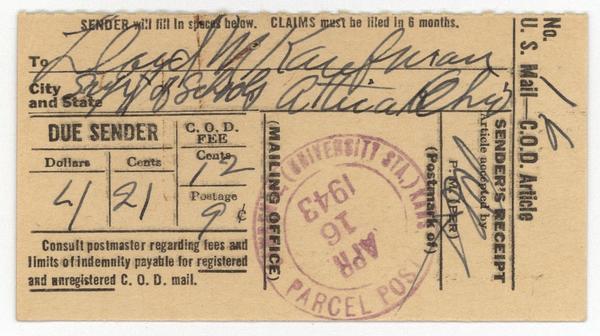 SENDER will fill in spaces below. CLAIMS must be filed in 6 months.
To Lloyd M Kaufman
City and State Supt of Schools Attica Ohio
DUE SENDER
Dollars Cents
4 21
C. O. D. FEE
Cents 12
Postage 9 ¢
Consult postmaster regarding fees and
limits of indemnity payable for registered
and unregistered C. O. D. mail.
(MAILING OFFICE)
(UNIVERSITY STA.) KANS
APR
16
1943
PARCEL POST
(Postmark of)
P. M. (PER)
Article accepted by
SENDER'S RECEIPT
U. S. Mail—C.O.D. Article
No. 16